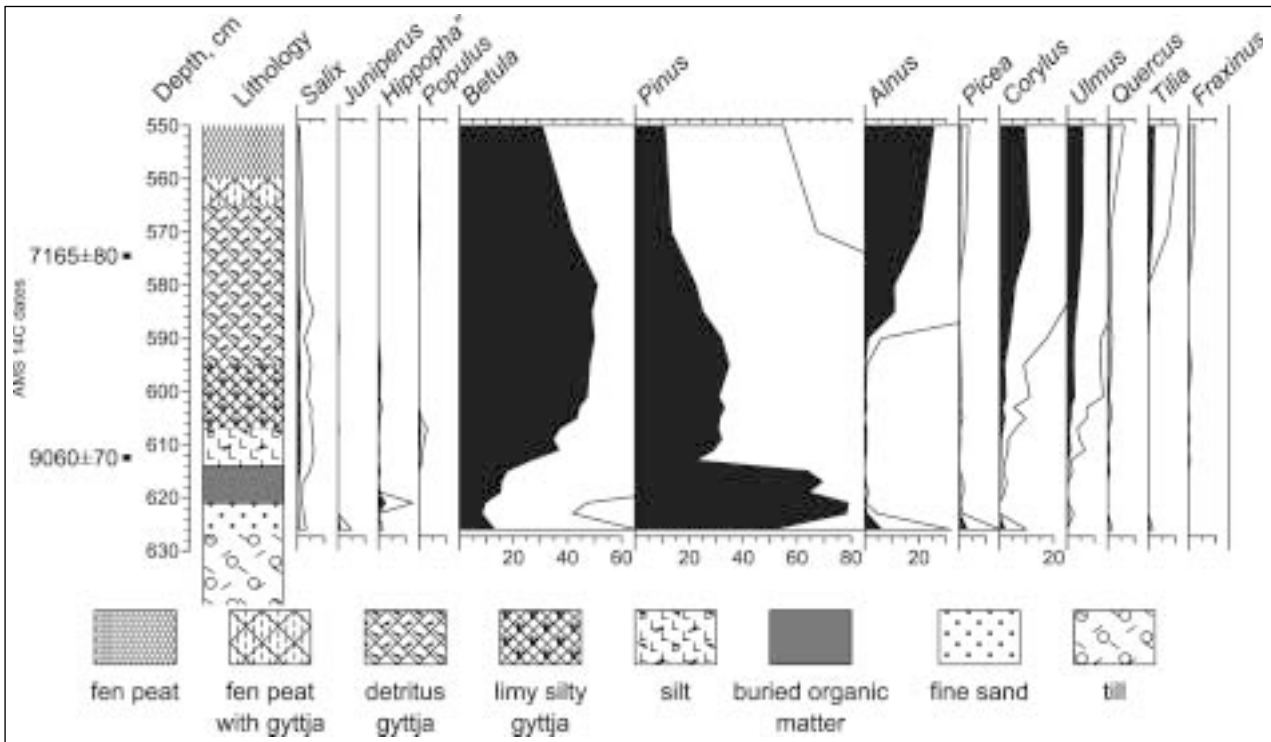 Depth, cm
Lithology
Salix
Juniperus
Hippopha"
Populus
Betula
Pinus
Alnus
Picea
Corylus
Ulmus
Quercus
Tilia
Fraxinus
AMS 14C dates
7165±80
9060±70
550
560
570
580
590
600
610
620
630
20 40 60 20 40 60 80 20 20
fen peat
fen peat
with gyttja
detritus
gyttja
limy silty
gyttja
silt
buried organic
matter
fine sand
till